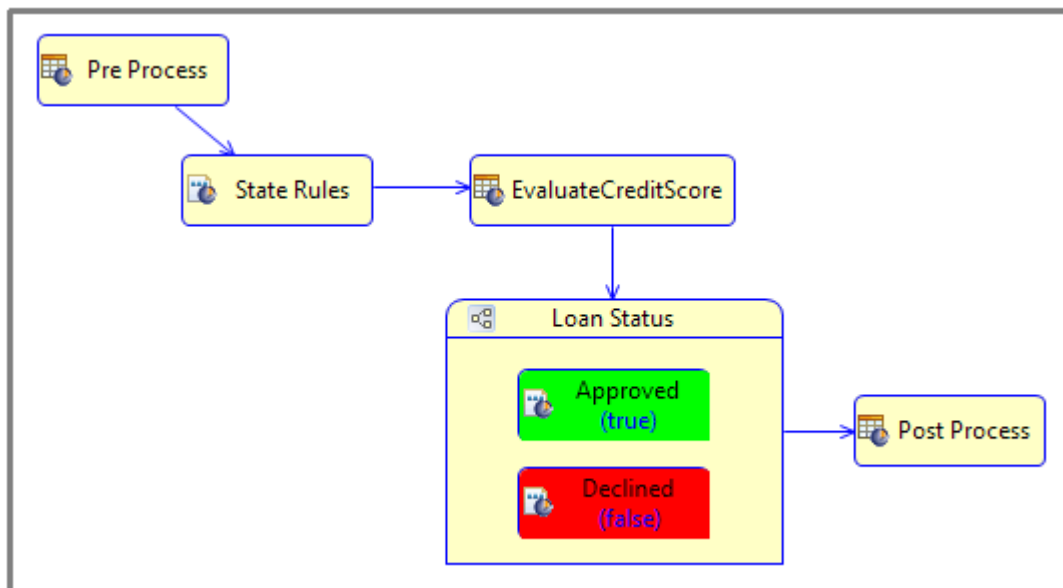 Pre Process
State Rules
EvaluateCreditScore
Loan Status
Approved
(true)
Declined
(false)
Post Process